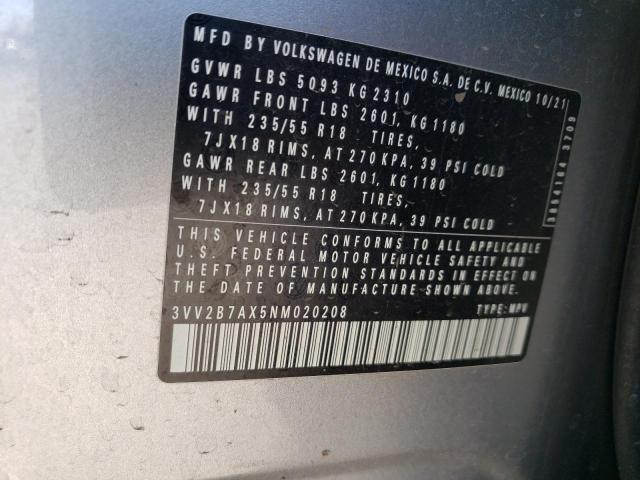 MFD BY VOLKSWAGEN DE MEXICO S.A. DE C.V. MEXICO 10/21
GVWR LBS 5093 KG 2310
GAWR FRONT LBS 2601, KG 1180
WITH 235/55 R18 TIRES,
7JX18 RIMS, AT 270 KPA, 39 PSI COLD
GAWR REAR LBS 2601, KG 1180
WITH 235/55 R18 TIRES,
7JX18 RIMS, AT 270 KPA, 39 PSI COLD
THIS VEHICLE CONFORMS TO ALL APPLICABLE
U.S. FEDERAL MOTOR VEHICLE SAFETY AND
THEFT PREVENTION STANDARDS IN EFFECT ON
THE DATE OF MANUFACTURE SHOWN ABOVE.
3VV2B7AX5NM020208 TYPE: MPV
3709